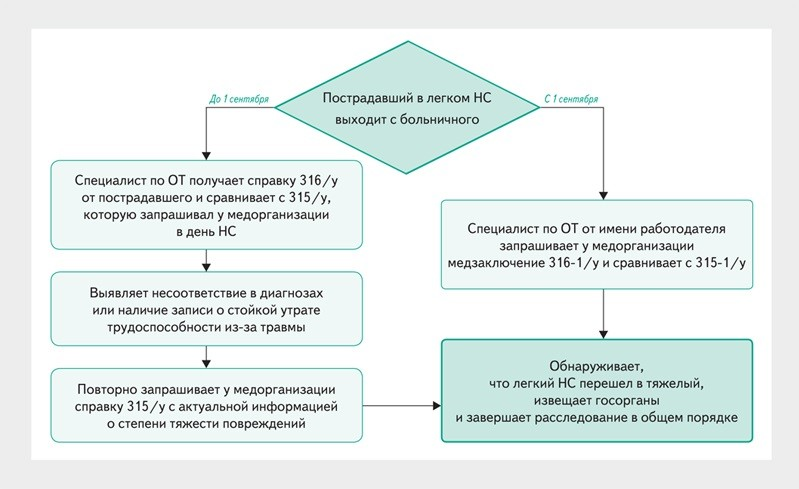 Пострадавший в легком НС
выходит с больничного
До 1 сентября
С 1 сентября
Специалист по ОТ получает справку 316/у
от пострадавшего и сравнивает с 315/у,
которую запрашивал у медорганизации
в день НС
Выявляет несоответствие в диагнозах
или наличие записи о стойкой утрате
трудоспособности из-за травмы
Повторно запрашивает у медорганизации
справку 315/у с актуальной информацией
о степени тяжести повреждений
Специалист по ОТ от имени работодателя
запрашивает у медорганизации
медзаключение 316-1/у и сравнивает с 315-1/у
Обнаруживает,
что легкий НС перешел в тяжелый,
извещает госорганы
и завершает расследование в общем порядке